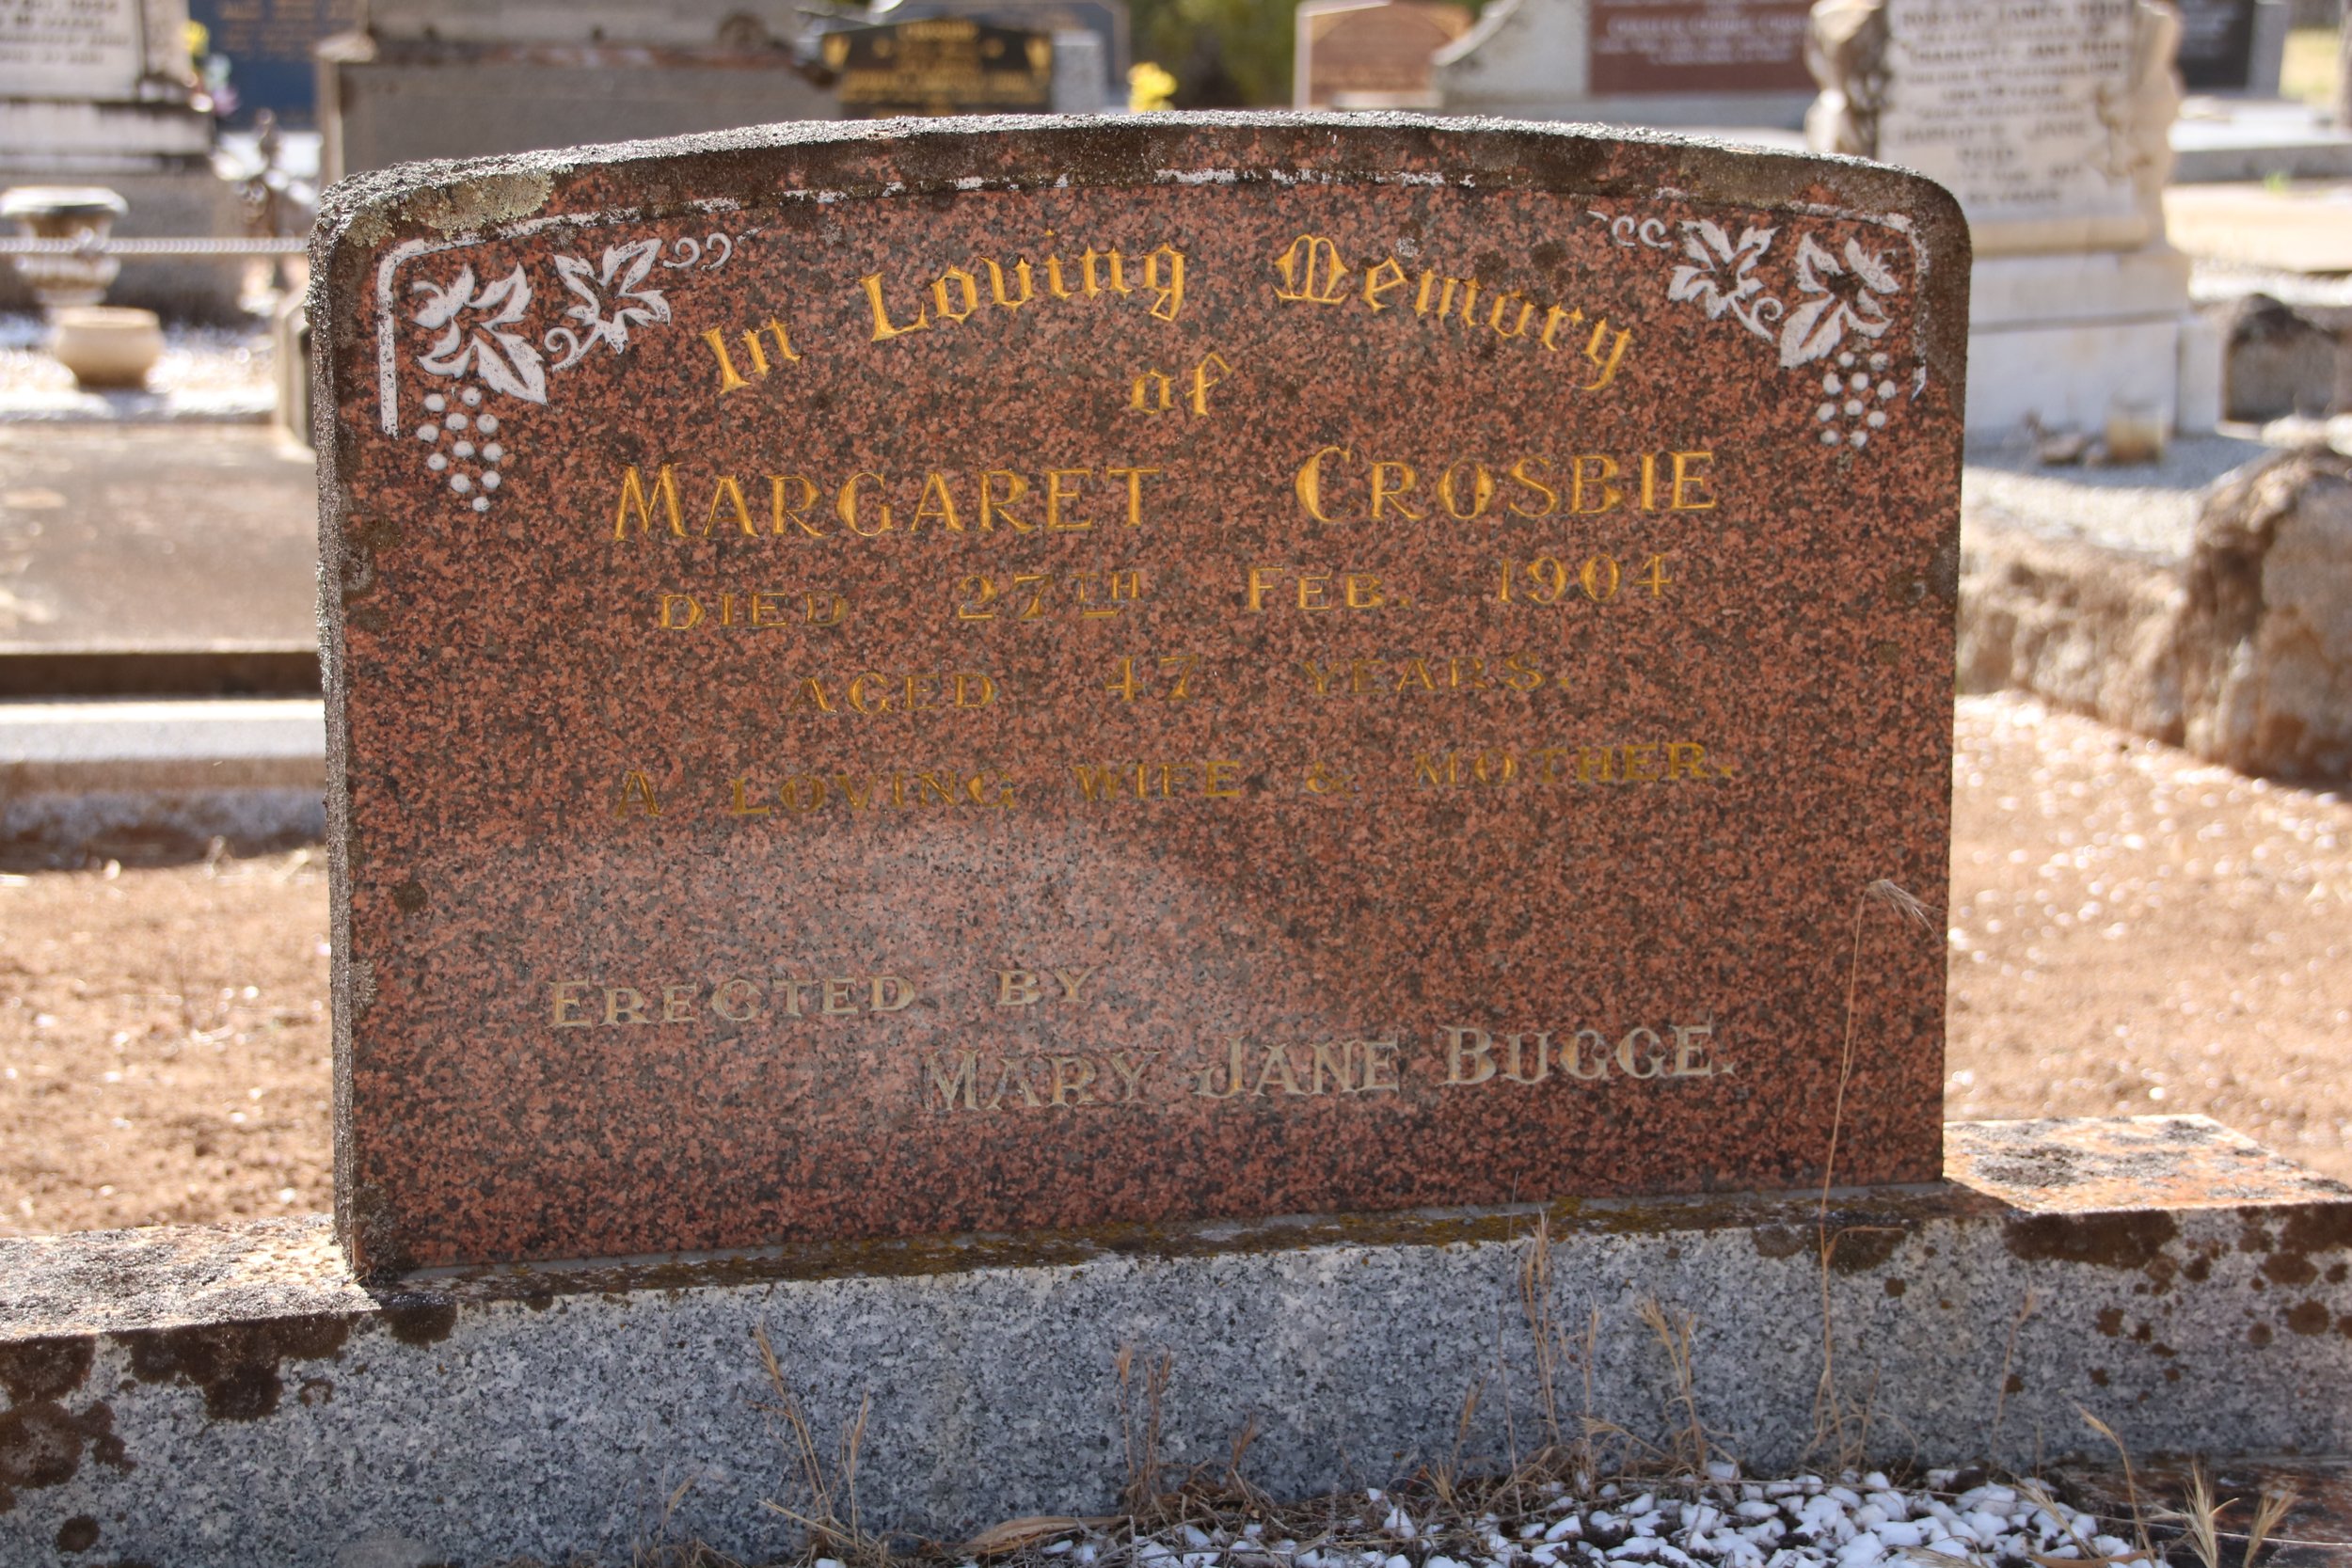 In Loving Memory
of
MARGARET CROSBIE
DIED 27TH FEB. 1904
AGED 47 YEARS.
A LOVING WIFE & MOTHER.
ERECTED BY
MARY JANE BUGGE.